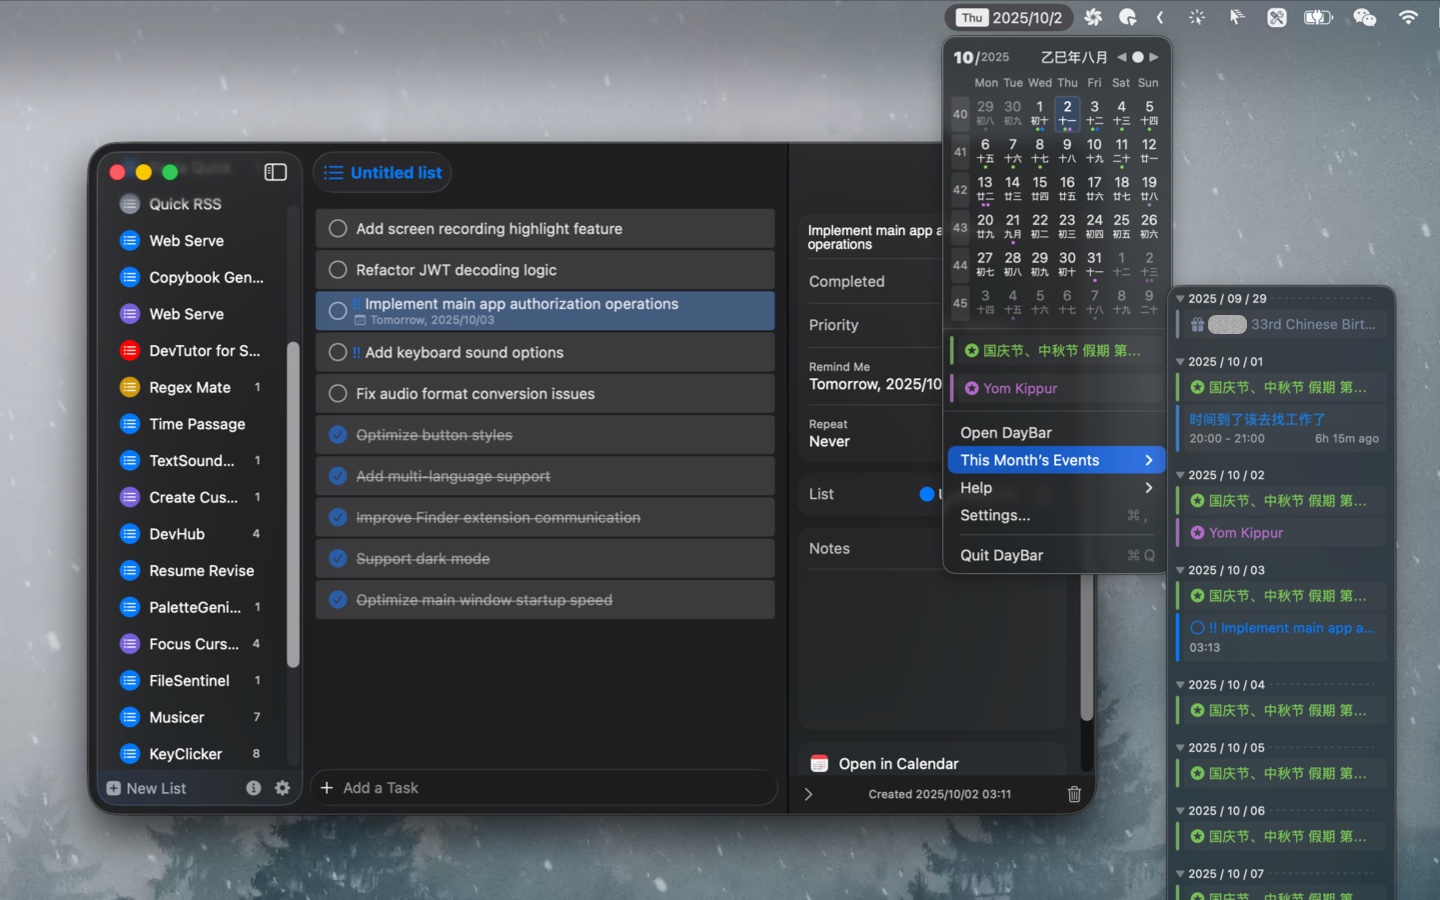 Thu 2025/10/2
10/2025 乙巳年八月
Mon Tue Wed Thu Fri Sat Sun
40 29 30 1 2 3 4 5
初八 初九 初十 十一 十二 十三 十四
41 6 7 8 9 10 11 12
十五 十六 十七 十八 十九 二十 廿一
42 13 14 15 16 17 18 19
廿二 廿三 廿四 廿五 廿六 廿七 廿八
43 20 21 22 23 24 25 26
廿九 九月 初二 初三 初四 初五 初六
44 27 28 29 30 31 1 2
初七 初八 初九 初十 十一 十二 十三
45 3 4 5 6 7 8 9
十四 十五 十六 十七 十八 十九 二十
国庆节、中秋节 假期 第...
Yom Kippur
Open DayBar
This Month's Events
Help
Settings... ⌘ ,
Quit DayBar ⌘ Q
2025 / 09 / 29
33rd Chinese Birt...
2025 / 10 / 01
国庆节、中秋节 假期 第...
时间到了该去找工作了
20:00 - 21:00 6h 15m ago
2025 / 10 / 02
国庆节、中秋节 假期 第...
Yom Kippur
2025 / 10 / 03
国庆节、中秋节 假期 第...
!! Implement main app a...
03:13
2025 / 10 / 04
国庆节、中秋节 假期 第...
2025 / 10 / 05
国庆节、中秋节 假期 第...
2025 / 10 / 06
国庆节、中秋节 假期 第...
2025 / 10 / 07
国庆节、中秋节 假期 第...
Quick RSS
Web Serve
Copybook Gen...
Web Serve
DevTutor for S...
Regex Mate 1
Time Passage
TextSound... 1
Create Cus... 1
DevHub 4
Resume Revise
PaletteGeni... 1
Focus Curs... 4
FileSentinel 1
Musicer 7
KeyClicker 8
New List
Untitled list
Add screen recording highlight feature
Refactor JWT decoding logic
!! Implement main app authorization operations
Tomorrow, 2025/10/03
!! Add keyboard sound options
Fix audio format conversion issues
Optimize button styles
Add multi-language support
Improve Finder extension communication
Support dark mode
Optimize main window startup speed
Add a Task
Implement main app a
operations
Completed
Priority
Remind Me
Tomorrow, 2025/10
Repeat
Never
List
Notes
Open in Calendar
Created 2025/10/02 03:11